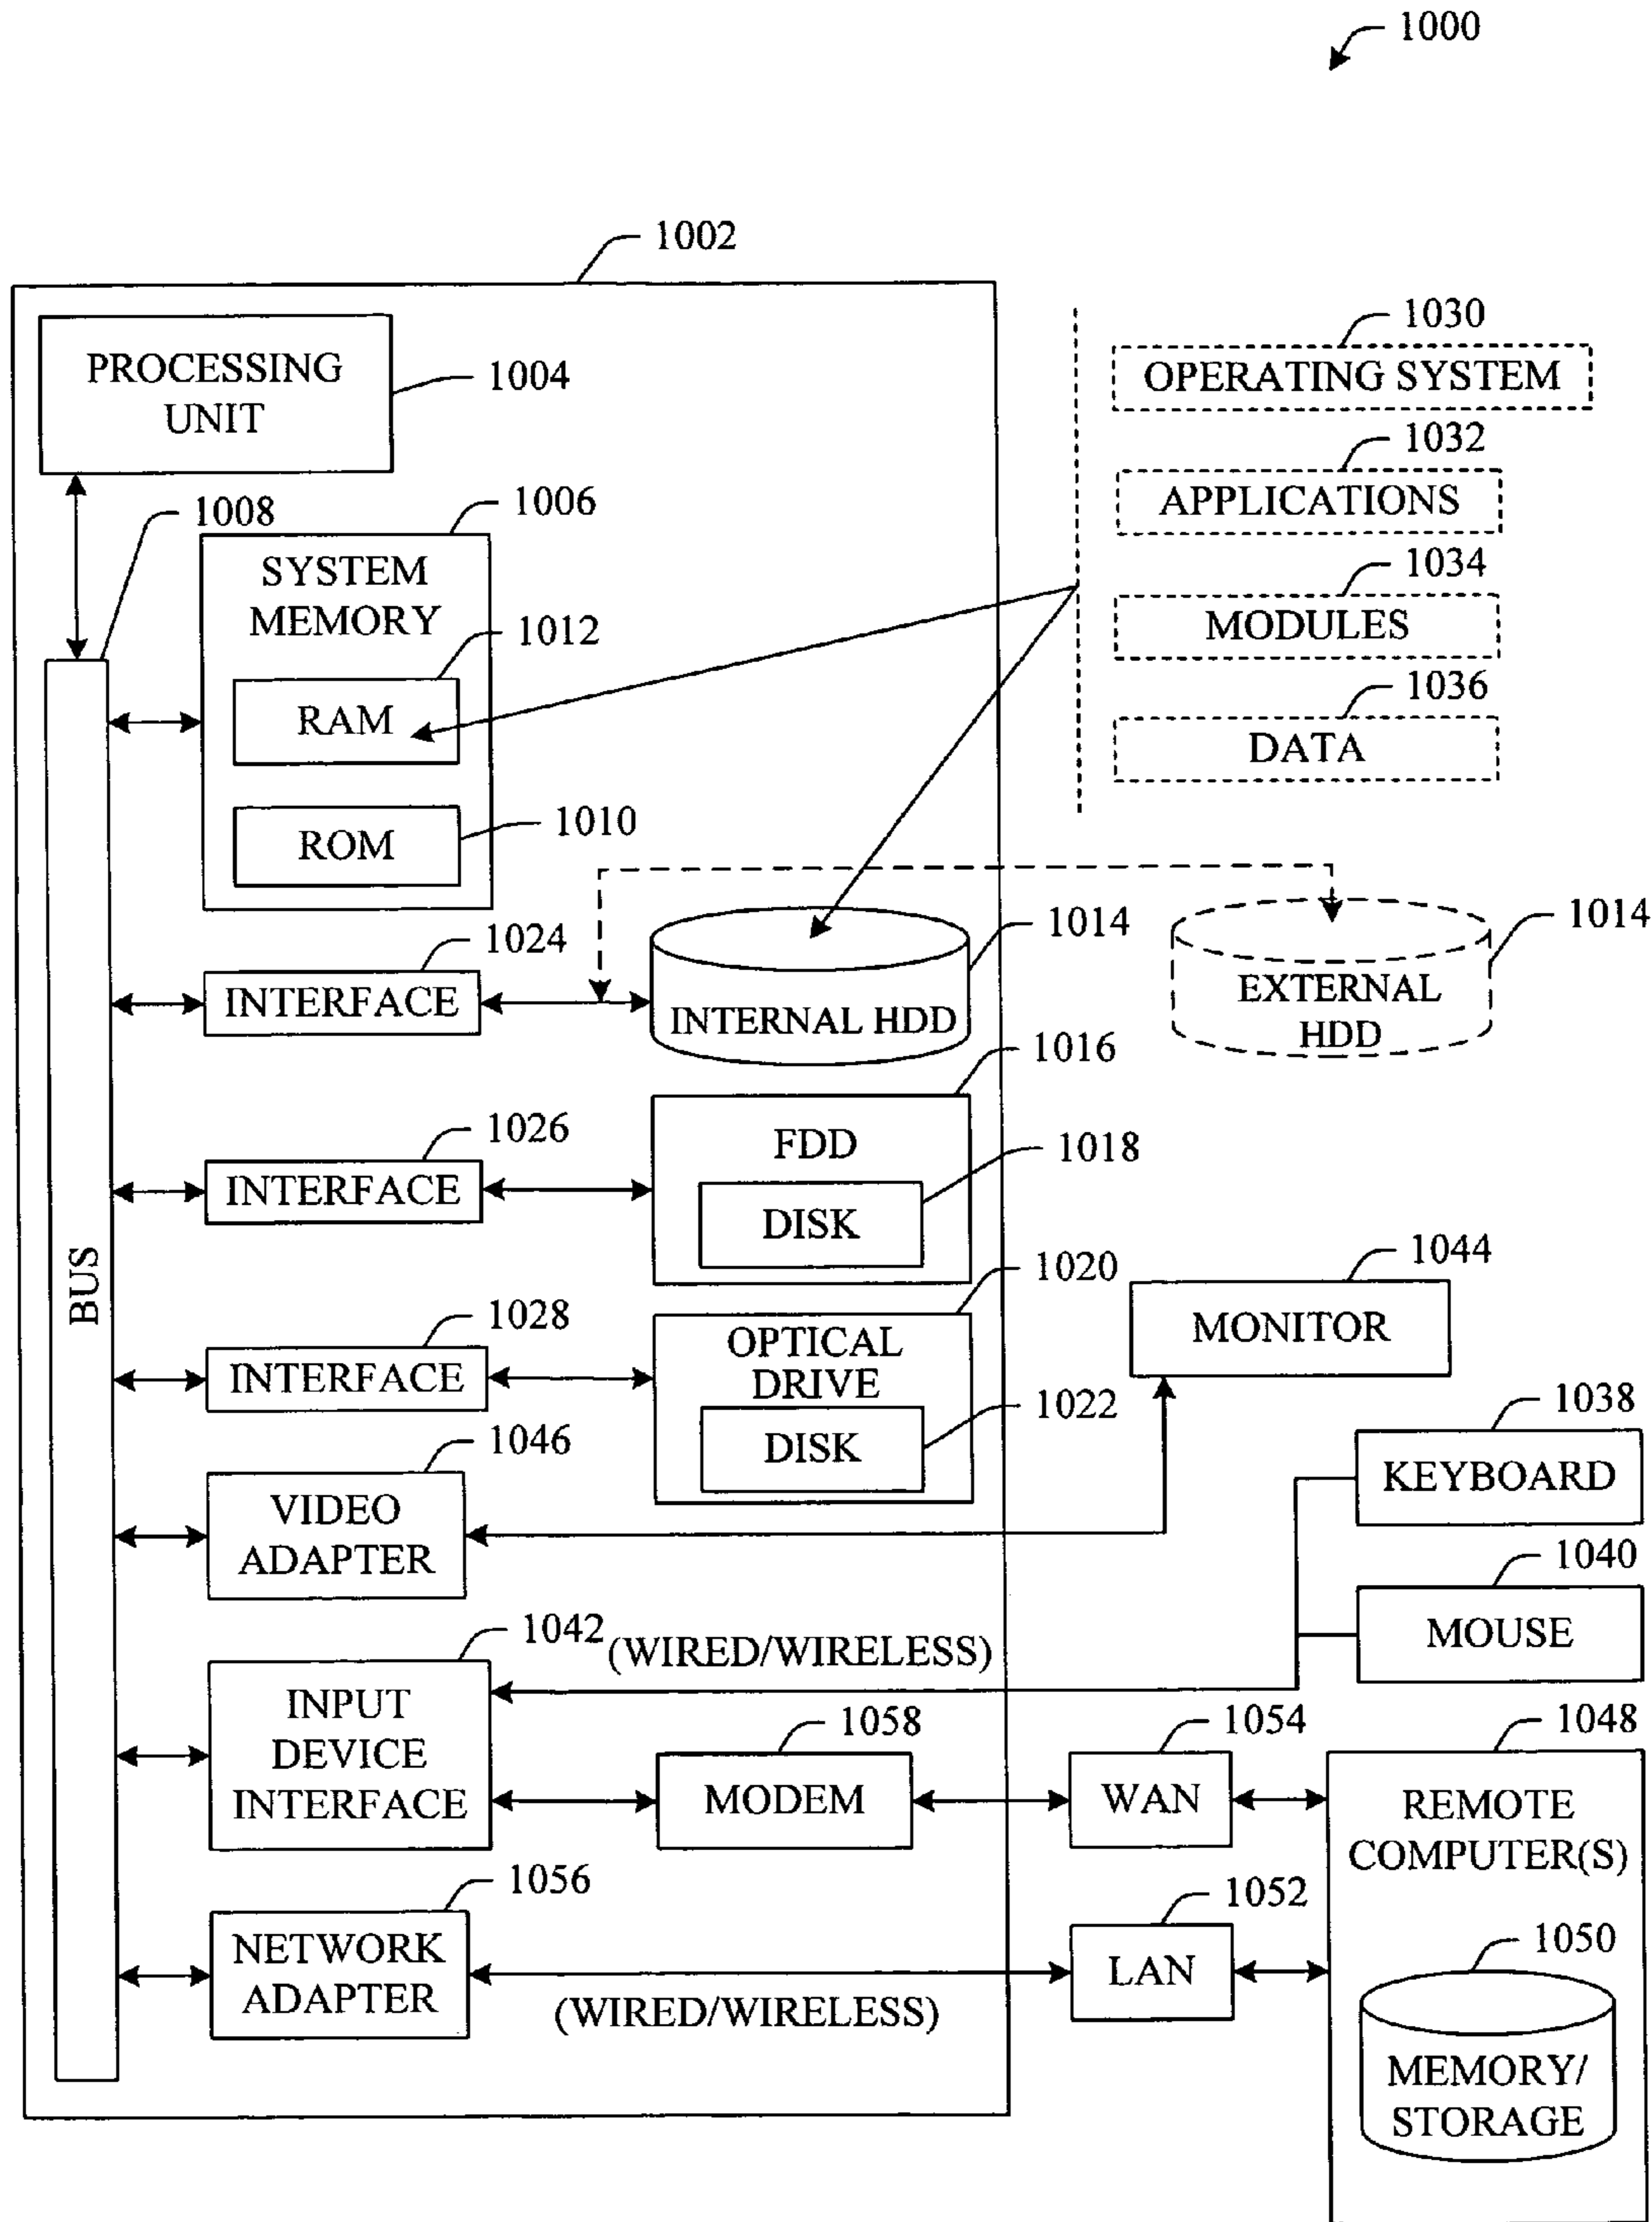 1000
1002
PROCESSING
UNIT
1004
1030
OPERATING SYSTEM
1032
APPLICATIONS
1034
MODULES
1036
DATA
1008
1006
SYSTEM
MEMORY
1012
RAM
1010
ROM
1024
INTERFACE
1014
INTERNAL HDD
1014
EXTERNAL
HDD
1016
FDD
1018
DISK
1026
INTERFACE
BUS
1020
OPTICAL
DRIVE
1022
DISK
1028
INTERFACE
1044
MONITOR
1046
VIDEO
ADAPTER
1038
KEYBOARD
1040
MOUSE
1042
(WIRED/WIRELESS)
INPUT
DEVICE
INTERFACE
1058
MODEM
1054
WAN
1048
REMOTE
COMPUTER(S)
1056
NETWORK
ADAPTER
(WIRED/WIRELESS)
1052
LAN
1050
MEMORY/
STORAGE